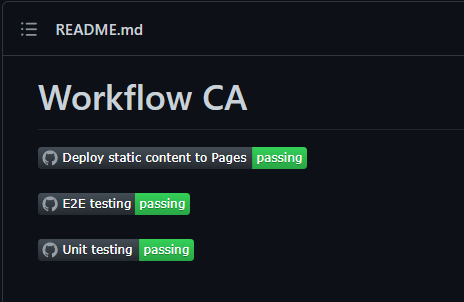 README.md
Workflow CA
Deploy static content to Pages passing
E2E testing passing
Unit testing passing